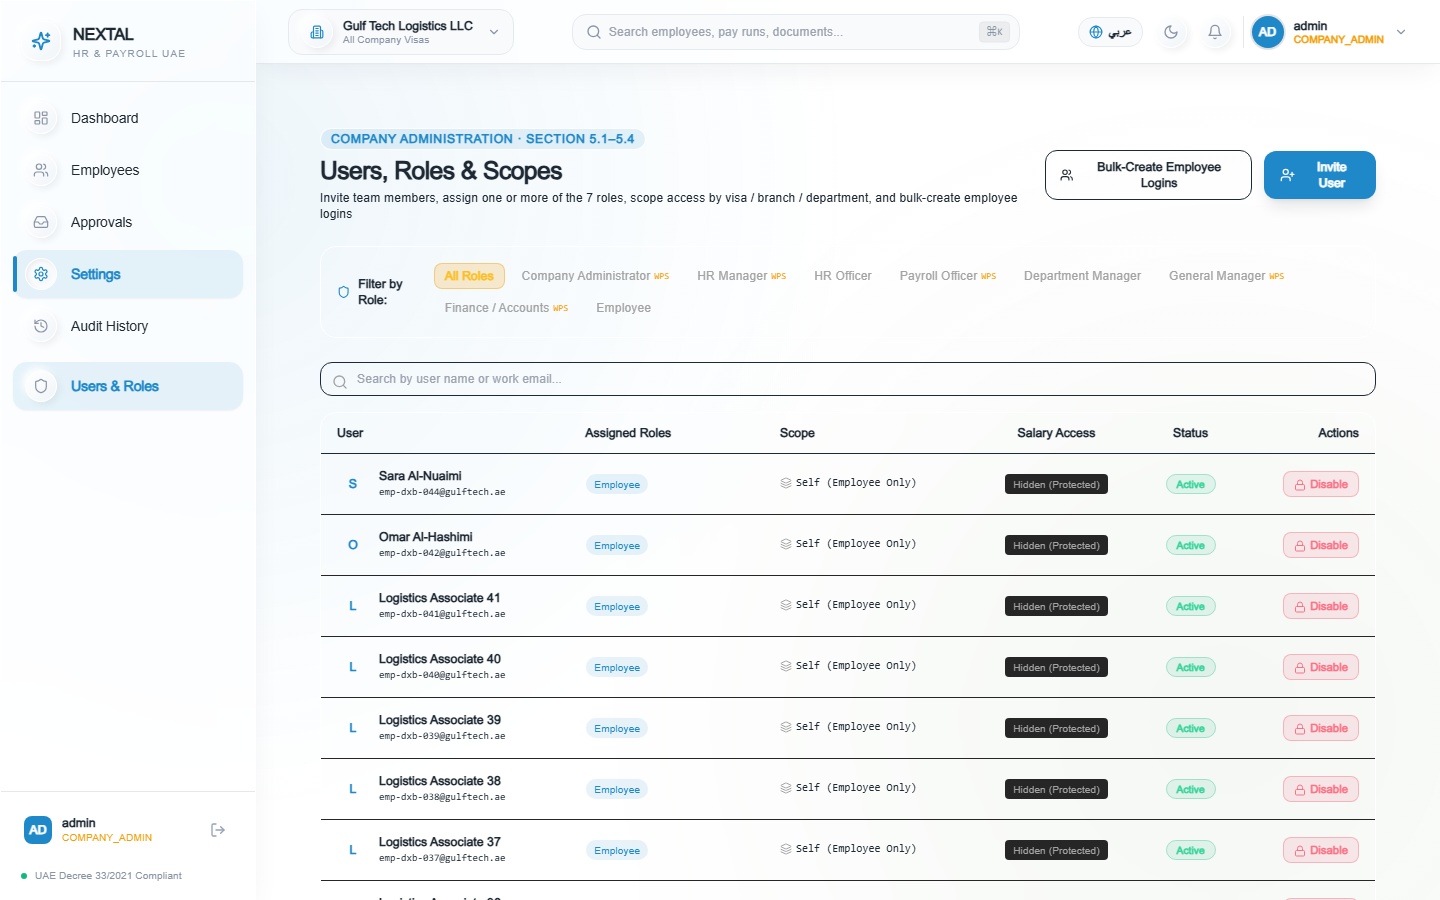 NEXTAL
HR & PAYROLL UAE
Dashboard
Employees
Approvals
Settings
Audit History
Users & Roles
admin
COMPANY_ADMIN
AD
UAE Decree 33/2021 Compliant
Gulf Tech Logistics LLC
All Company Visas
Search employees, pay runs, documents...
⌘K
عربي
AD
admin
COMPANY_ADMIN
COMPANY ADMINISTRATION · SECTION 5.1–5.4
Users, Roles & Scopes
Invite team members, assign one or more of the 7 roles, scope access by visa / branch / department, and bulk-create employee
logins
Bulk-Create Employee
Logins
Invite
User
Filter by
Role:
All Roles
Company Administrator WPS
HR Manager WPS
HR Officer
Payroll Officer WPS
Department Manager
General Manager WPS
Finance / Accounts WPS
Employee
Search by user name or work email...
User Assigned Roles Scope Salary Access Status Actions
S Sara Al-Nuaimi
emp-dxb-044@gulftech.ae
Employee Self (Employee Only) Hidden (Protected) Active Disable
O Omar Al-Hashimi
emp-dxb-042@gulftech.ae
Employee Self (Employee Only) Hidden (Protected) Active Disable
L Logistics Associate 41
emp-dxb-041@gulftech.ae
Employee Self (Employee Only) Hidden (Protected) Active Disable
L Logistics Associate 40
emp-dxb-040@gulftech.ae
Employee Self (Employee Only) Hidden (Protected) Active Disable
L Logistics Associate 39
emp-dxb-039@gulftech.ae
Employee Self (Employee Only) Hidden (Protected) Active Disable
L Logistics Associate 38
emp-dxb-038@gulftech.ae
Employee Self (Employee Only) Hidden (Protected) Active Disable
L Logistics Associate 37
emp-dxb-037@gulftech.ae
Employee Self (Employee Only) Hidden (Protected) Active Disable